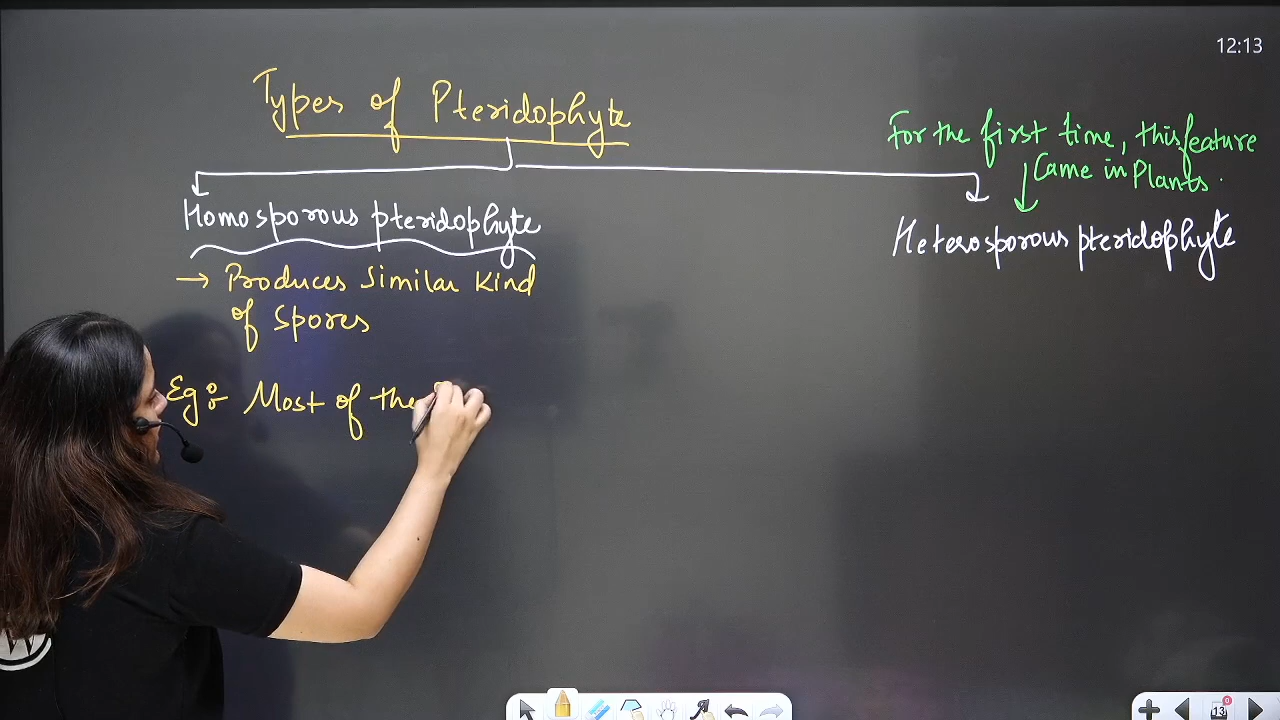 12:13
Types of Pteridophyte
For the first time, this feature
Came in Plants.
Homosporous pteridophyte
Heterosporous pteridophyte
→ Produces Similar Kind
of Spores
Eg:- Most of the
13